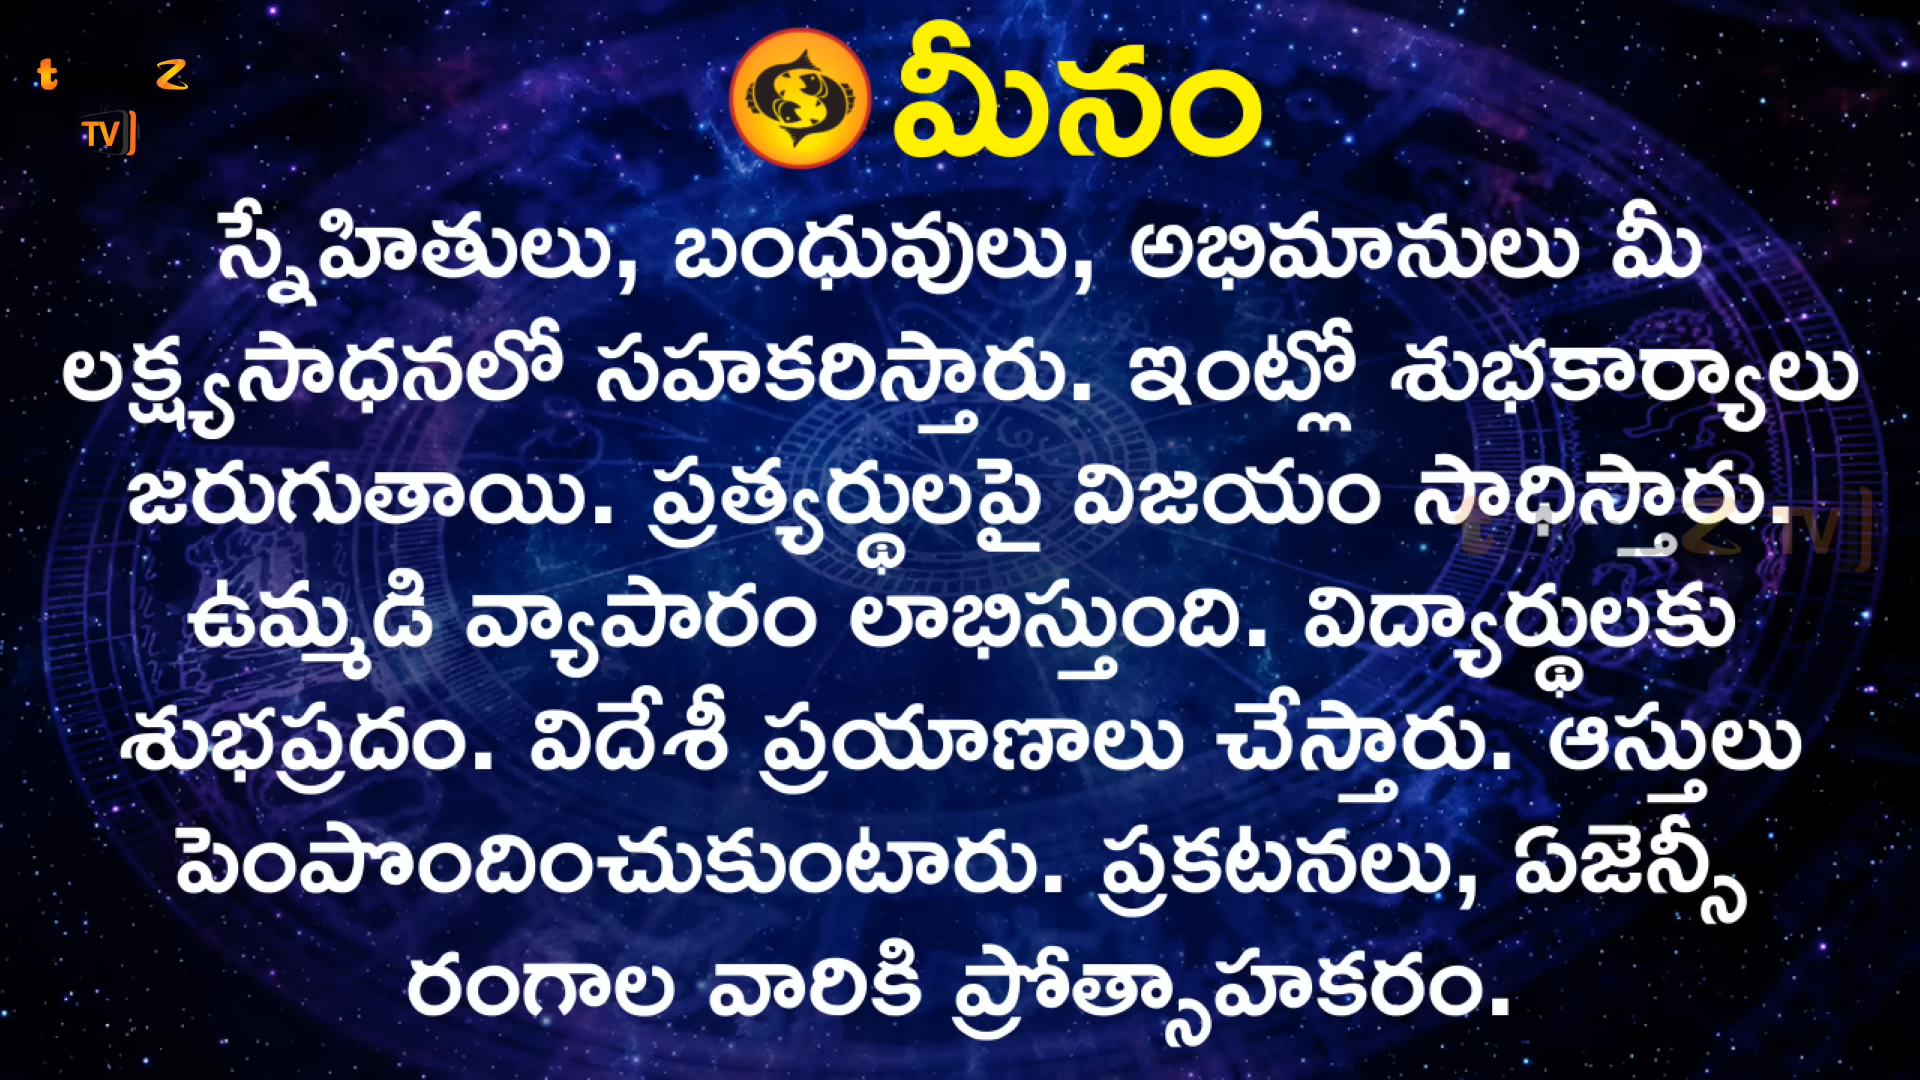 t Z
TV
మీనం
స్నేహితులు, బంధువులు, అభిమానులు మీ
లక్ష్యసాధనలో సహకరిస్తారు. ఇంట్లో శుభకార్యాలు
జరుగుతాయి. ప్రత్యర్థులపై విజయం సాధిస్తారు.
ఉమ్మడి వ్యాపారం లాభిస్తుంది. విద్యార్థులకు
శుభప్రదం. విదేశీ ప్రయాణాలు చేస్తారు. ఆస్తులు
పెంపొందించుకుంటారు. ప్రకటనలు, ఏజెన్సీ
రంగాల వారికి ప్రోత్సాహకరం.